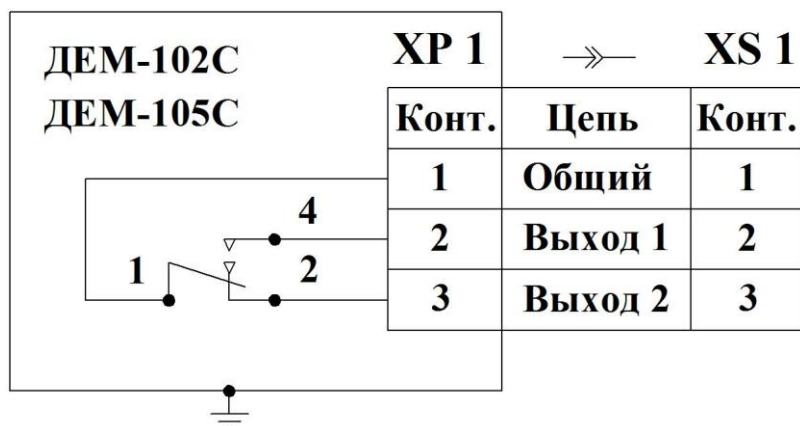 ДЕМ-102С XP 1 XS 1
ДЕМ-105С
Конт. Цепь Конт.
1 Общий 1
4
2 Выход 1 2
1 2
3 Выход 2 3